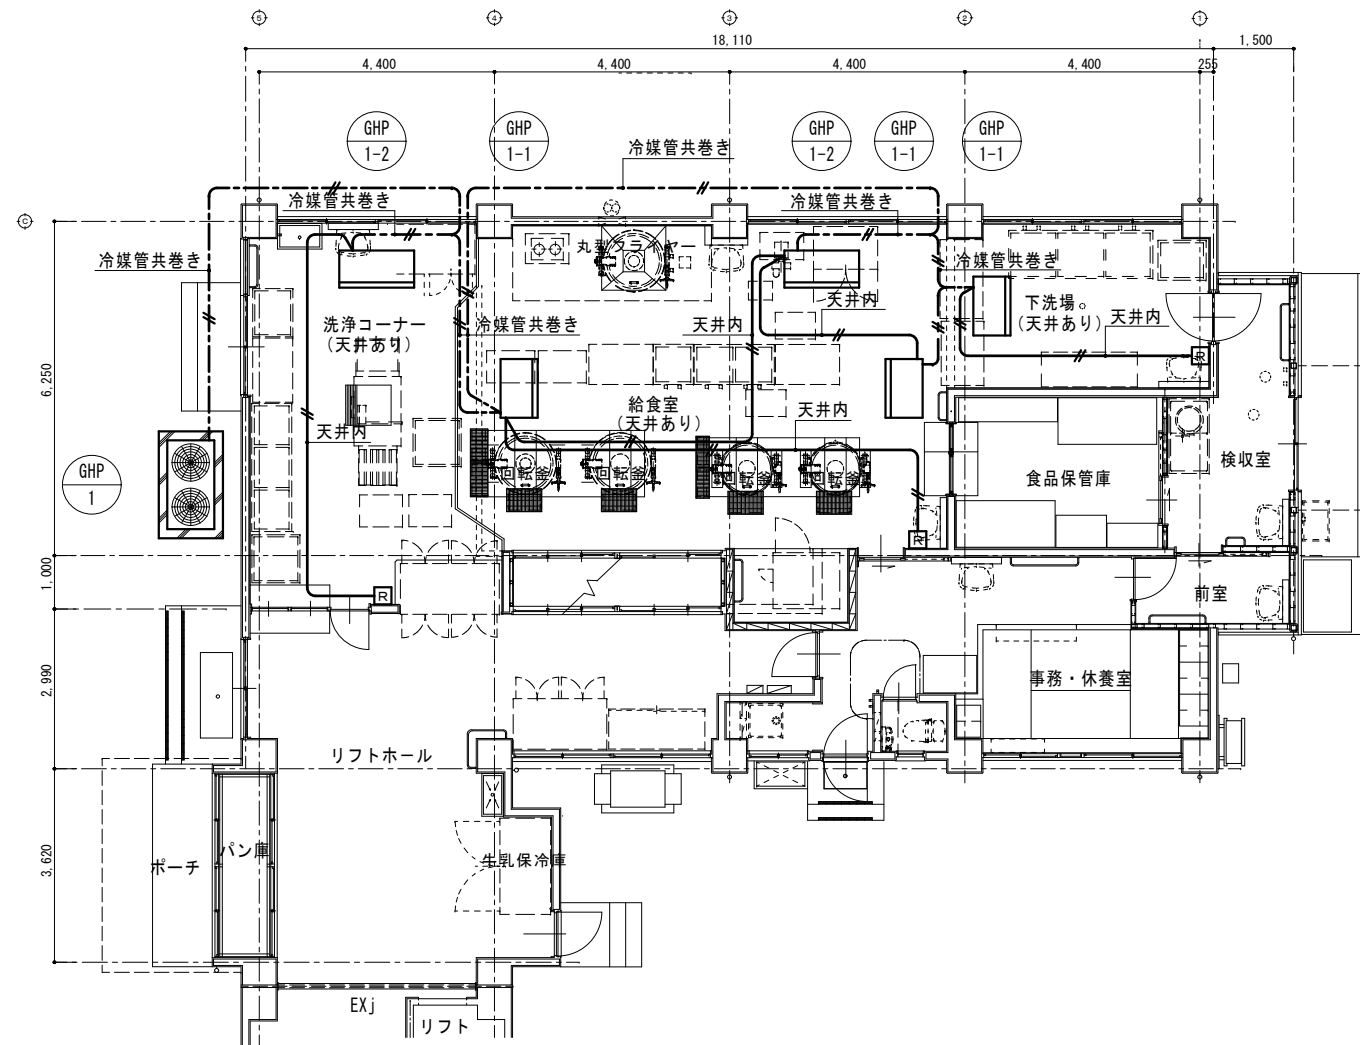 5
4
3
2
1
18,110
1,500
4,400
4,400
4,400
4,400
255
GHP
1-2
GHP
1-1
GHP
1-2
GHP
1-1
GHP
1-1
冷媒管共巻き
冷媒管共巻き
冷媒管共巻き
C
冷媒管共巻き
丸型フライヤー
冷媒管共巻き
下洗場。
(天井あり)
天井内
洗浄コーナー
(天井あり)
冷媒管共巻き
天井内
天井内
R
6,250
給食室
(天井あり)
天井内
天井内
GHP
1
回転釜
回転釜
回転釜
回転釜
食品保管庫
検収室
R
1,000
R
前室
2,990
事務・休養室
リフトホール
3,620
ポーチ
パン庫
牛乳保冷庫
EXj
リフト